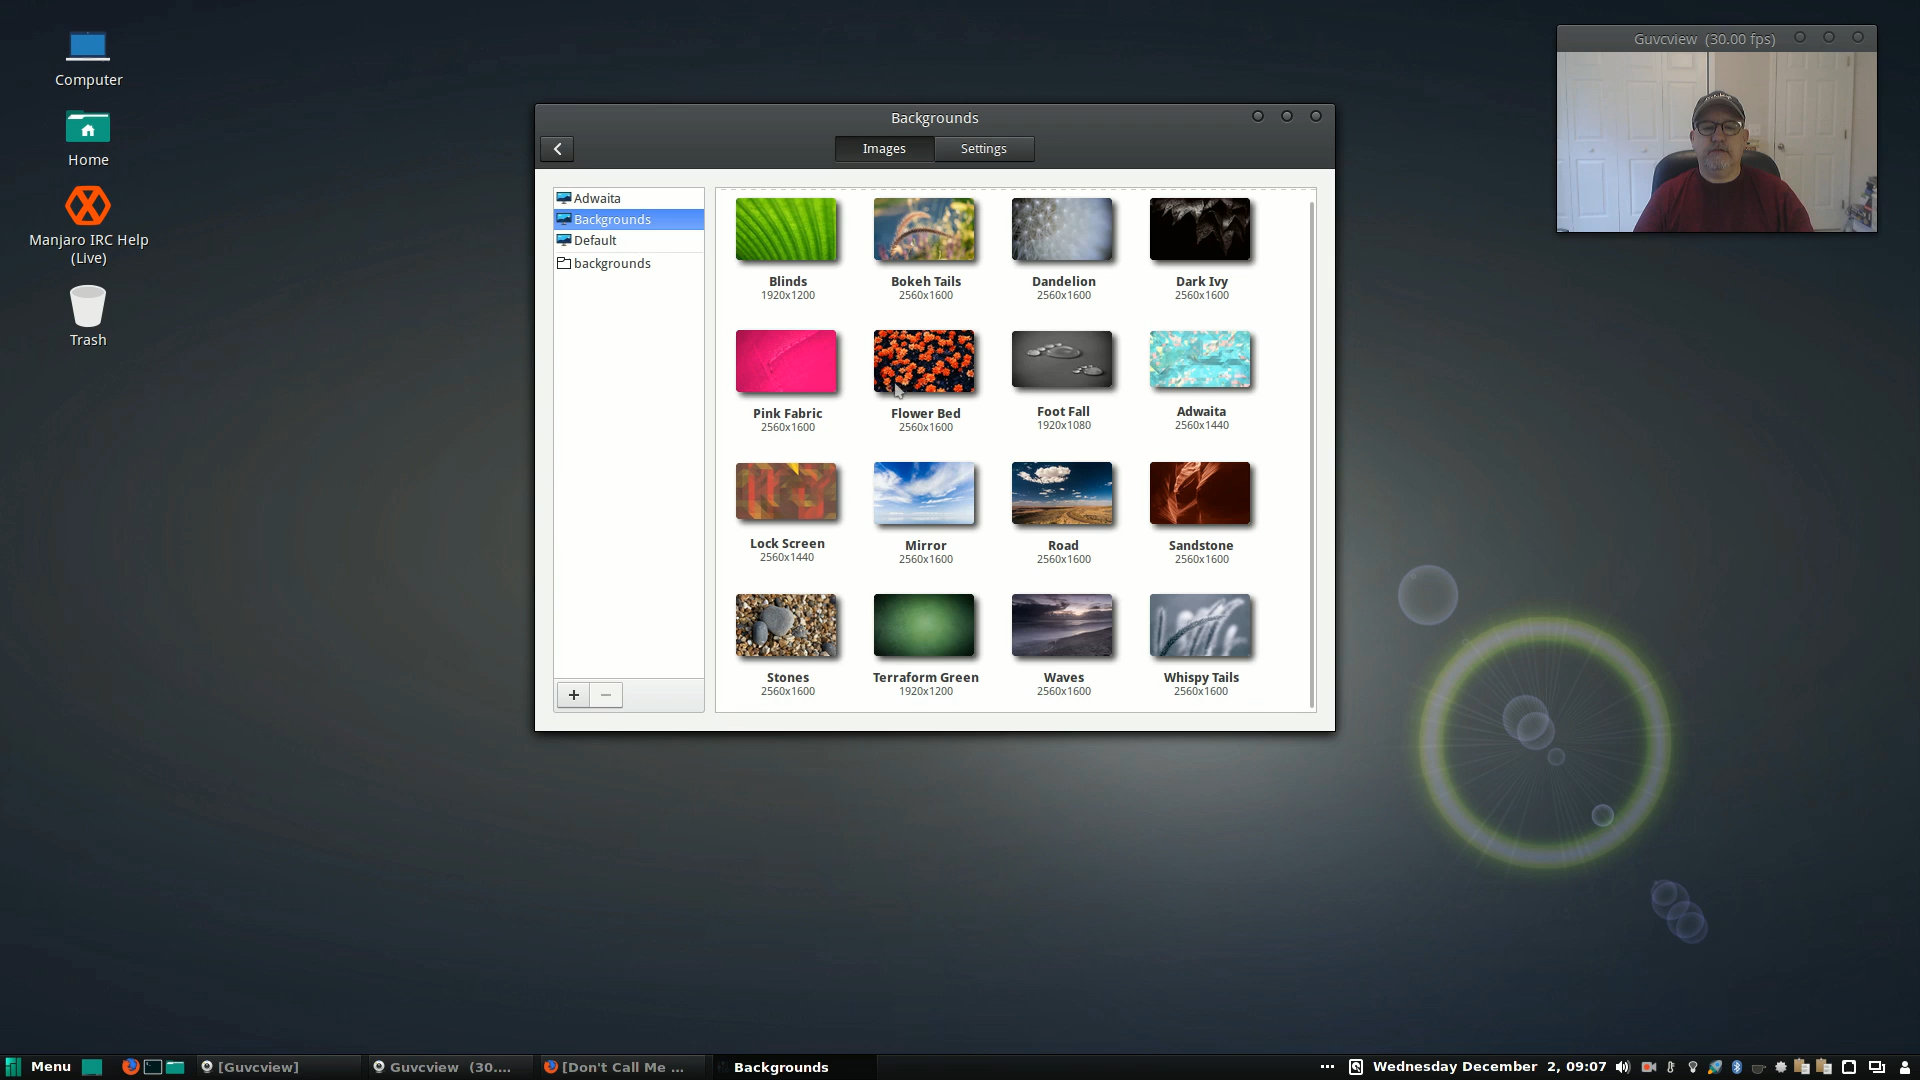 Computer
Home
Manjaro IRC Help
(Live)
Trash
Guvcview (30.00 fps)
Backgrounds
Images
Settings
Adwaita
Backgrounds
Default
backgrounds
Blinds
1920x1200
Bokeh Tails
2560x1600
Dandelion
2560x1600
Dark Ivy
2560x1600
Pink Fabric
2560x1600
Flower Bed
2560x1600
Foot Fall
1920x1080
Adwaita
2560x1440
Lock Screen
2560x1440
Mirror
2560x1600
Road
2560x1600
Sandstone
2560x1600
Stones
2560x1600
Terraform Green
1920x1200
Waves
2560x1600
Whispy Tails
2560x1600
Menu
[Guvcview]
Guvcview (30....
[Don't Call Me ...
Backgrounds
Wednesday December 2, 09:07